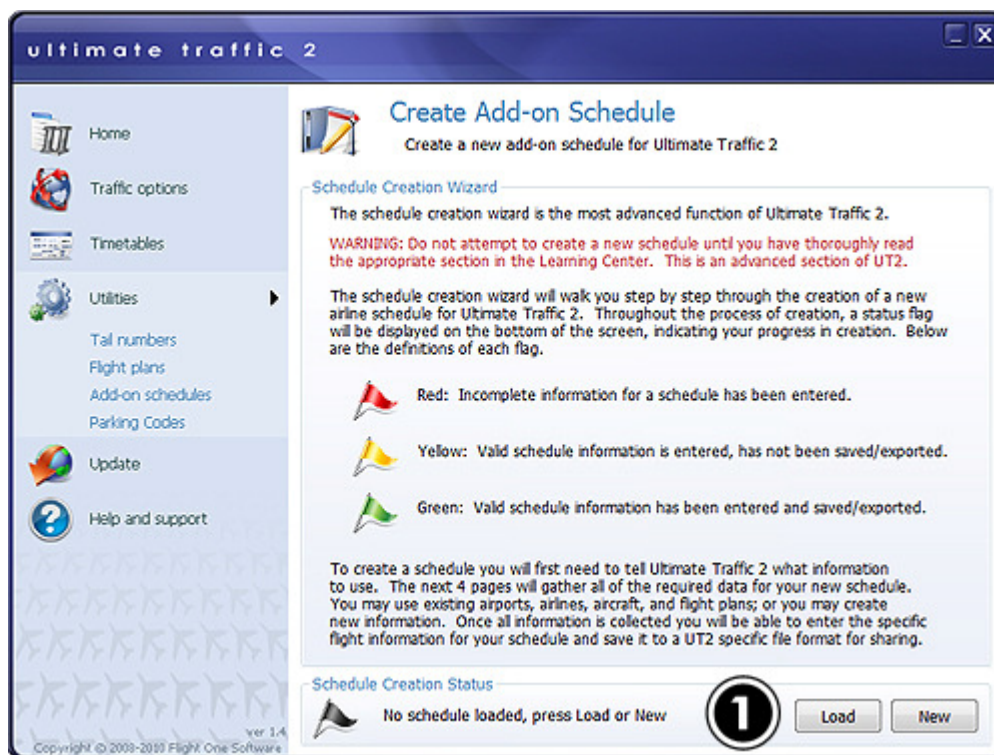 ultimate traffic 2
Home
Traffic options
Timetables
Utilities
Tail numbers
Flight plans
Add-on schedules
Parking Codes
Update
Help and support
ver 1.4
Copyright © 2008-2010 Flight One Software
Create Add-on Schedule
Create a new add-on schedule for Ultimate Traffic 2
Schedule Creation Wizard
The schedule creation wizard is the most advanced function of Ultimate Traffic 2.
WARNING: Do not attempt to create a new schedule until you have thoroughly read
the appropriate section in the Learning Center. This is an advanced section of UT2.
The schedule creation wizard will walk you step by step through the creation of a new
airline schedule for Ultimate Traffic 2. Throughout the process of creation, a status flag
will be displayed on the bottom of the screen, indicating your progress in creation. Below
are the definitions of each flag.
Red: Incomplete information for a schedule has been entered.
Yellow: Valid schedule information is entered, has not been saved/exported.
Green: Valid schedule information has been entered and saved/exported.
To create a schedule you will first need to tell Ultimate Traffic 2 what information
to use. The next 4 pages will gather all of the required data for your new schedule.
You may use existing airports, airlines, aircraft, and flight plans; or you may create
new information. Once all information is collected you will be able to enter the specific
flight information for your schedule and save it to a UT2 specific file format for sharing.
Schedule Creation Status
No schedule loaded, press Load or New
1
Load
New